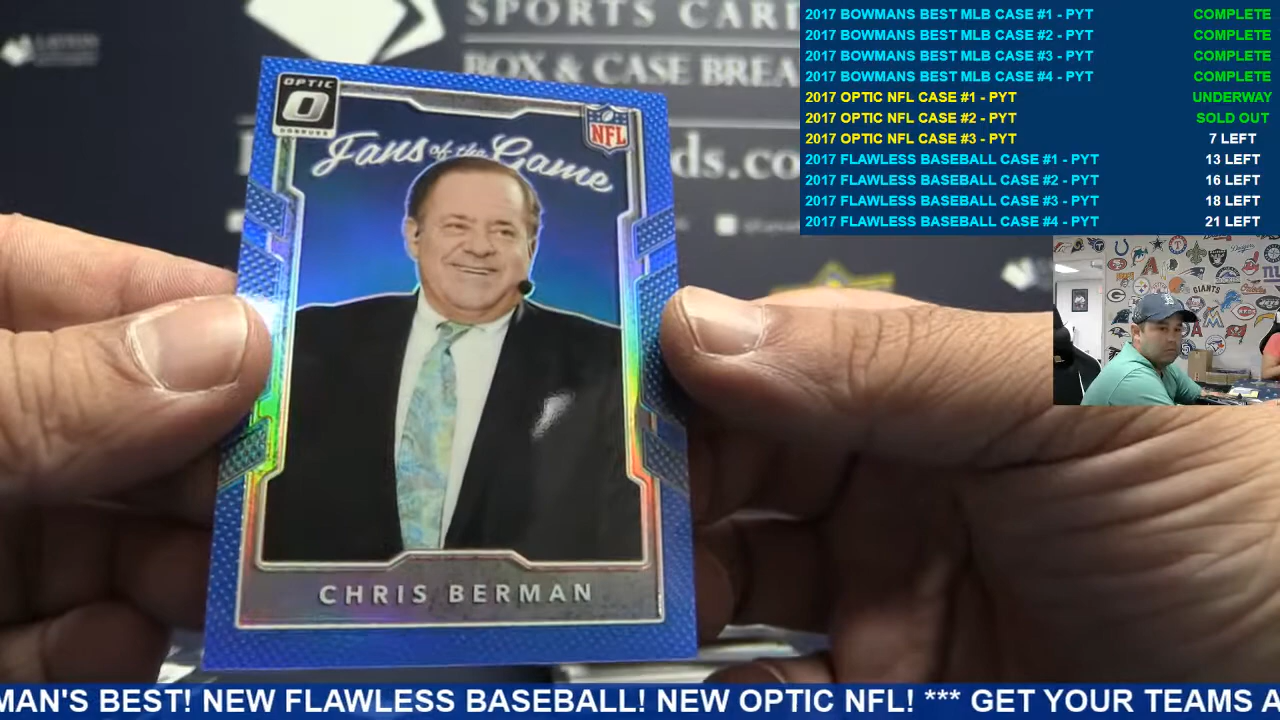 SPORTS CAR
BOX & CASE BREA
ds.co
OPTIC
DONRUSS
NFL
Fans of the Game
CHRIS BERMAN
2017 BOWMANS BEST MLB CASE #1 - PYT COMPLETE
2017 BOWMANS BEST MLB CASE #2 - PYT COMPLETE
2017 BOWMANS BEST MLB CASE #3 - PYT COMPLETE
2017 BOWMANS BEST MLB CASE #4 - PYT COMPLETE
2017 OPTIC NFL CASE #1 - PYT UNDERWAY
2017 OPTIC NFL CASE #2 - PYT SOLD OUT
2017 OPTIC NFL CASE #3 - PYT 7 LEFT
2017 FLAWLESS BASEBALL CASE #1 - PYT 13 LEFT
2017 FLAWLESS BASEBALL CASE #2 - PYT 16 LEFT
2017 FLAWLESS BASEBALL CASE #3 - PYT 18 LEFT
2017 FLAWLESS BASEBALL CASE #4 - PYT 21 LEFT
GIANTS
MAN'S BEST! NEW FLAWLESS BASEBALL! NEW OPTIC NFL! *** GET YOUR TEAMS A